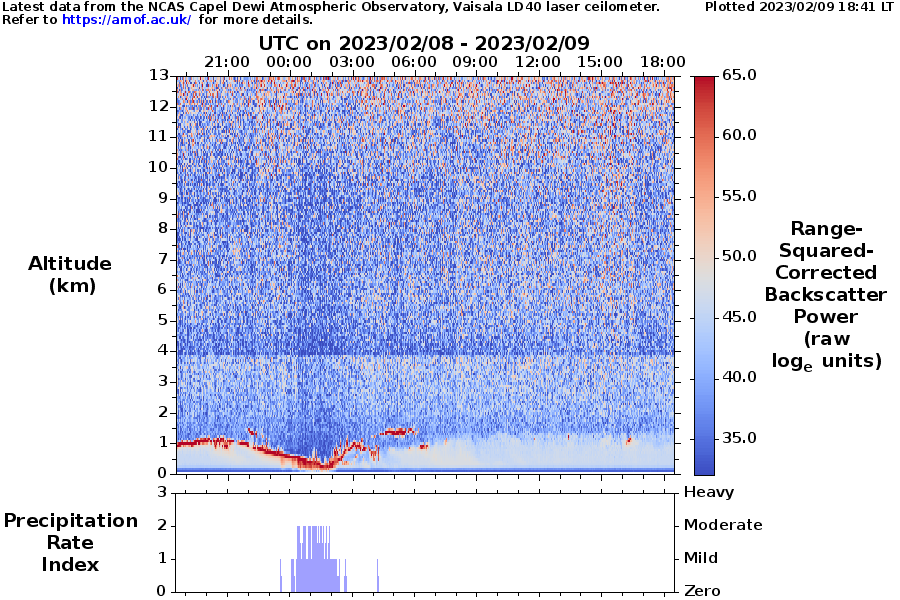 Latest data from the NCAS Capel Dewi Atmospheric Observatory, Vaisala LD40 laser ceilometer.
Plotted 2023/02/09 18:41 LT
Refer to https://amof.ac.uk/ for more details.
UTC on 2023/02/08 - 2023/02/09
21:00 00:00 03:00 06:00 09:00 12:00 15:00 18:00
13
12
11
10
9
8
7
6
5
4
3
2
1
0
Altitude
(km)
65.0
60.0
55.0
50.0
45.0
40.0
35.0
Range-
Squared-
Corrected
Backscatter
Power
(raw
loge units)
3
2
1
0
Precipitation
Rate
Index
Heavy
Moderate
Mild
Zero